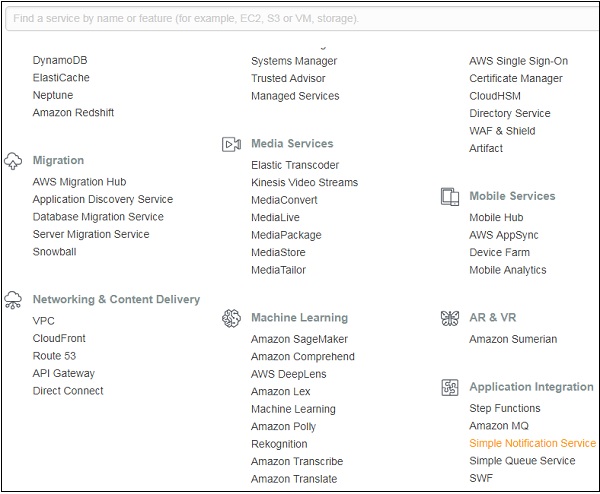 Find a service by name or feature (for example, EC2, S3 or VM, storage).
DynamoDB
ElastiCache
Neptune
Amazon Redshift
Migration
AWS Migration Hub
Application Discovery Service
Database Migration Service
Server Migration Service
Snowball
Networking & Content Delivery
VPC
CloudFront
Route 53
API Gateway
Direct Connect
Systems Manager
Trusted Advisor
Managed Services
Media Services
Elastic Transcoder
Kinesis Video Streams
MediaConvert
MediaLive
MediaPackage
MediaStore
MediaTailor
Machine Learning
Amazon SageMaker
Amazon Comprehend
AWS DeepLens
Amazon Lex
Machine Learning
Amazon Polly
Rekognition
Amazon Transcribe
Amazon Translate
AWS Single Sign-On
Certificate Manager
CloudHSM
Directory Service
WAF & Shield
Artifact
Mobile Services
Mobile Hub
AWS AppSync
Device Farm
Mobile Analytics
AR & VR
Amazon Sumerian
Application Integration
Step Functions
Amazon MQ
Simple Notification Service
Simple Queue Service
SWF